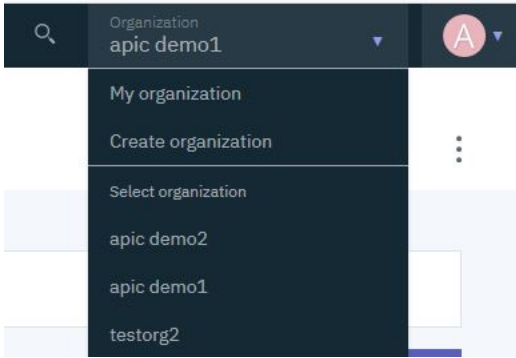 Organization
apic demo1
A
My organization
Create organization
Select organization
apic demo2
apic demo1
testorg2